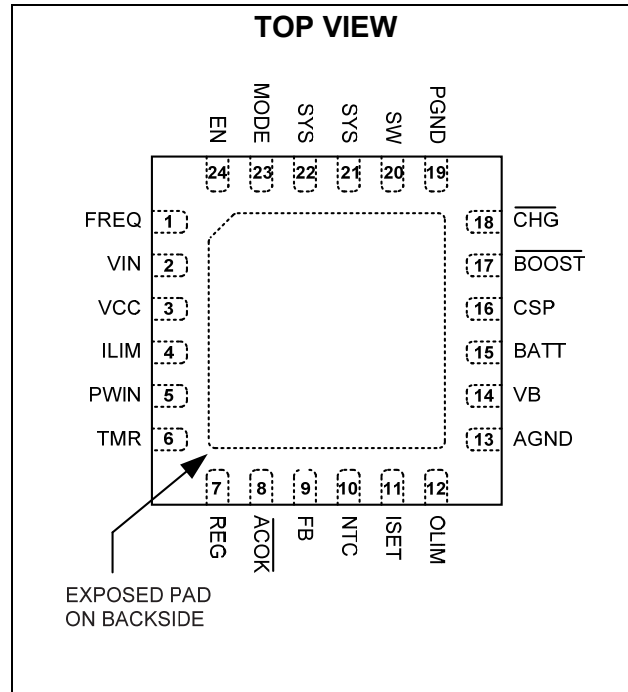 TOP VIEW
EN MODE SYS SYS SW PGND
24 23 22 21 20 19
FREQ 1
VIN 2
VCC 3
ILIM 4
PWIN 5
TMR 6
18 CHG
17 BOOST
16 CSP
15 BATT
14 VB
13 AGND
7 8 9 10 11 12
REG ACOK FB NTC ISET OLIM
EXPOSED PAD
ON BACKSIDE